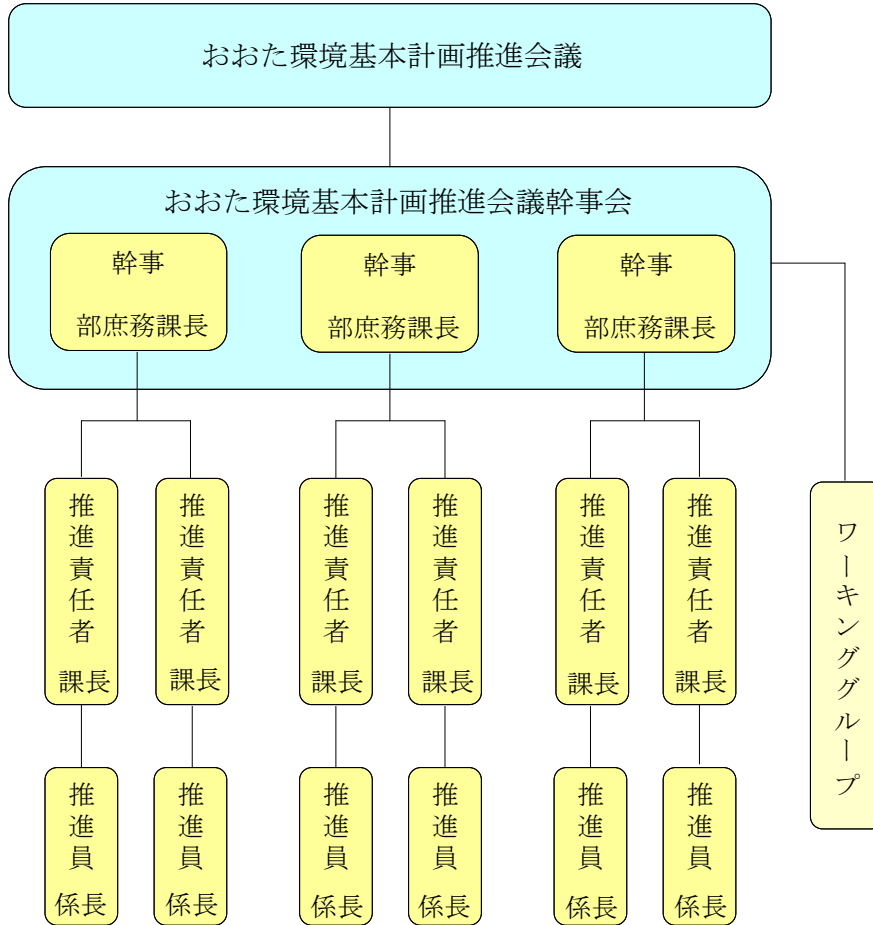 おおた環境基本計画推進会議
おおた環境基本計画推進会議幹事会
幹事
部庶務課長
幹事
部庶務課長
幹事
部庶務課長
推進責任者
課長
推進責任者
課長
推進責任者
課長
推進責任者
課長
推進責任者
課長
推進責任者
課長
ワーキンググループ
推進員
係長
推進員
係長
推進員
係長
推進員
係長
推進員
係長
推進員
係長